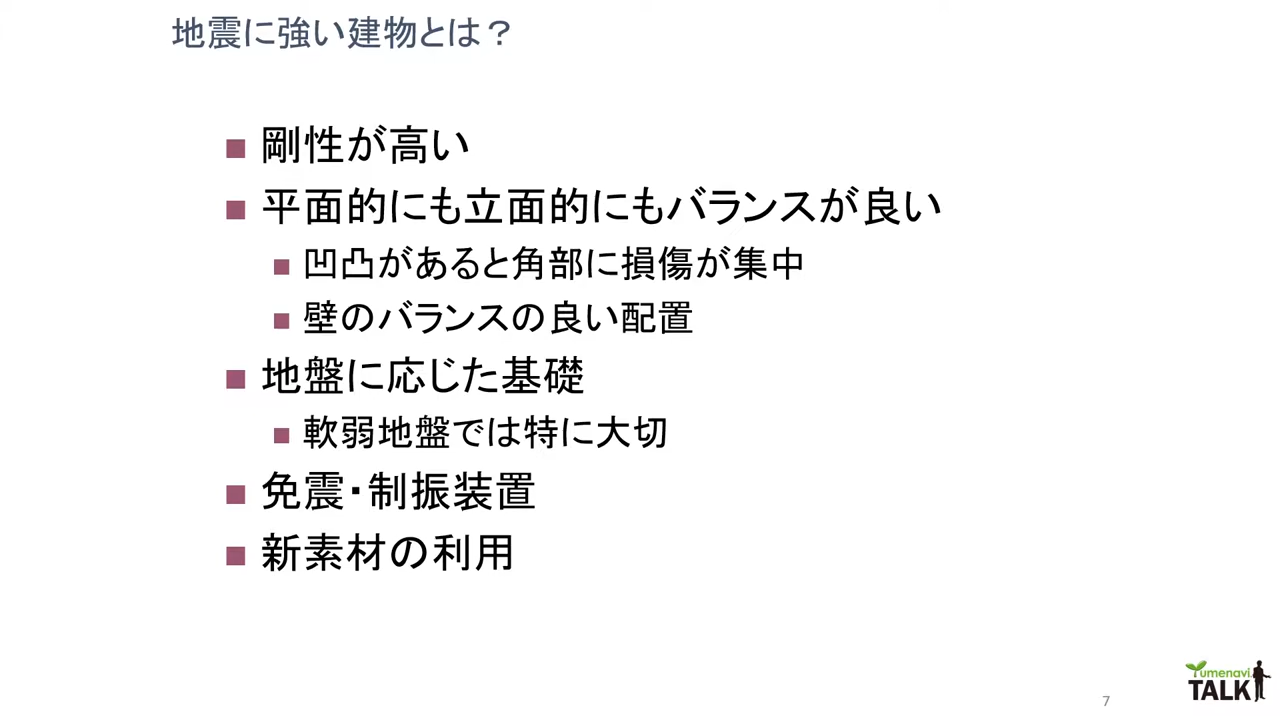 地震に強い建物とは？
■ 剛性が高い
■ 平面的にも立面的にもバランスが良い
■ 凹凸があると角部に損傷が集中
■ 壁のバランスの良い配置
■ 地盤に応じた基礎
■ 軟弱地盤では特に大切
■ 免震・制振装置
■ 新素材の利用
Yumenavi
TALK
7